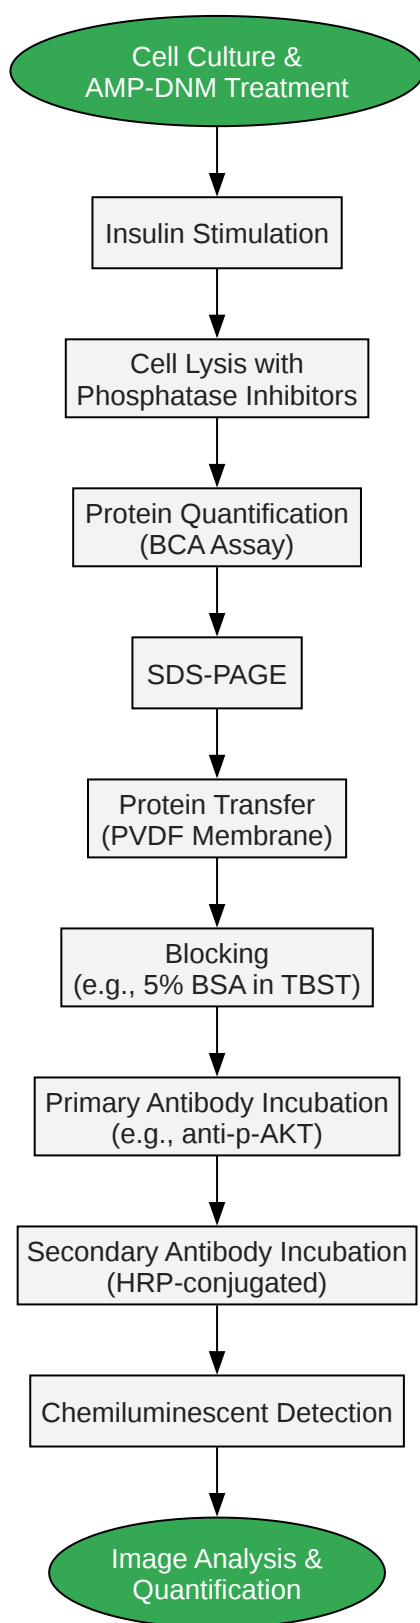 Cell Culture &
AMP-DNM Treatment
Insulin Stimulation
Cell Lysis with
Phosphatase Inhibitors
Protein Quantification
(BCA Assay)
SDS-PAGE
Protein Transfer
(PVDF Membrane)
Blocking
(e.g., 5% BSA in TBST)
Primary Antibody Incubation
(e.g., anti-p-AKT)
Secondary Antibody Incubation
(HRP-conjugated)
Chemiluminescent Detection
Image Analysis &
Quantification